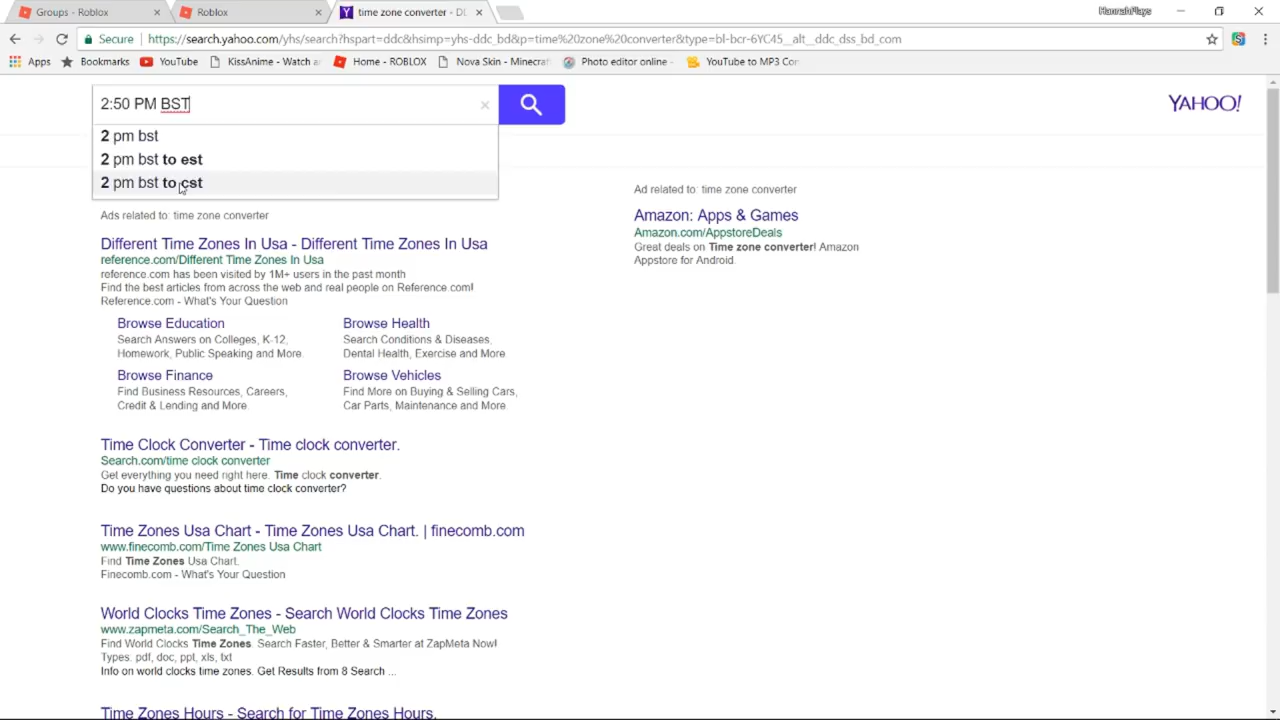 Groups - Roblox
Roblox
time zone converter - D
HannahPlays
Secure
https://search.yahoo.com/yhs/search?hspart=ddc&hsimp=yhs-ddc_bd&p=time%20zone%20converter&type=bl-bcr-6YC45__alt__ddc_dss_bd_com
Apps
Bookmarks
YouTube
KissAnime - Watch a
Home - ROBLOX
Nova Skin - Minecraf
Photo editor online -
YouTube to MP3 Con
2:50 PM BST
YAHOO!
2 pm bst
2 pm bst to est
2 pm bst to cst
Ads related to: time zone converter
Different Time Zones In Usa - Different Time Zones In Usa
reference.com/Different Time Zones In Usa
reference.com has been visited by 1M+ users in the past month
Find the best articles from across the web and real people on Reference.com!
Reference.com - What's Your Question
Browse Education
Search Answers on Colleges, K-12,
Homework, Public Speaking and More.
Browse Health
Search Conditions & Diseases,
Dental Health, Exercise and More
Browse Finance
Find Business Resources, Careers,
Credit & Lending and More.
Browse Vehicles
Find More on Buying & Selling Cars,
Car Parts, Maintenance and More.
Time Clock Converter - Time clock converter.
Search.com/time clock converter
Get everything you need right here. Time clock converter.
Do you have questions about time clock converter?
Time Zones Usa Chart - Time Zones Usa Chart. | finecomb.com
www.finecomb.com/Time Zones Usa Chart
Find Time Zones Usa Chart.
Finecomb.com - What's Your Question
World Clocks Time Zones - Search World Clocks Time Zones
www.zapmeta.com/Search_The_Web
Find World Clocks Time Zones. Search Faster, Better & Smarter at ZapMeta Now!
Types: pdf, doc, ppt, xls, txt
Info on world clocks time zones. Get Results from 8 Search ...
Time Zones Hours - Search for Time Zones Hours.
Ad related to: time zone converter
Amazon: Apps & Games
Amazon.com/AppstoreDeals
Great deals on Time zone converter! Amazon
Appstore for Android.